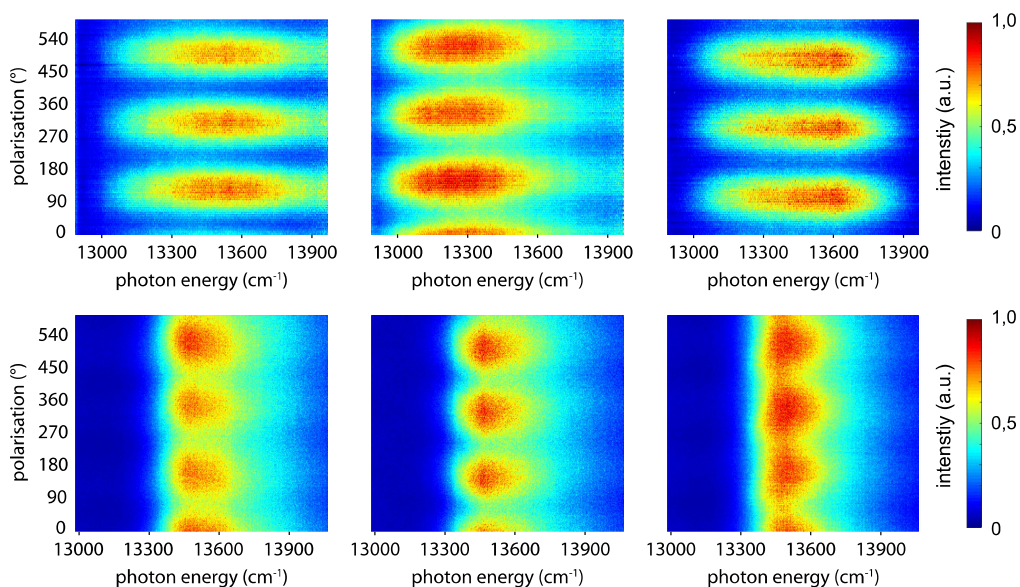 polarisation (°)
540
450
360
270
180
90
0
13000 13300 13600 13900
photon energy (cm-1)
13000 13300 13600 13900
photon energy (cm-1)
13000 13300 13600 13900
photon energy (cm-1)
1,0
0,5
0
intenstiy (a.u.)
polarisation (°)
540
450
360
270
180
90
0
13000 13300 13600 13900
photon energy (cm-1)
13000 13300 13600 13900
photon energy (cm-1)
13000 13300 13600 13900
photon energy (cm-1)
1,0
0,5
0
intenstiy (a.u.)